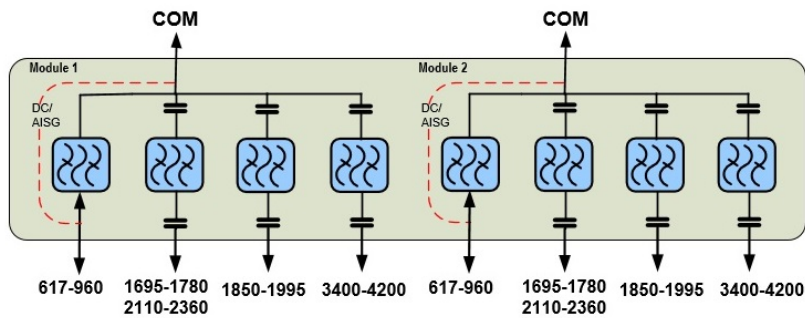 COM COM
Module 1 Module 2
DC/ DC/
AISG AISG
617-960 1695-1780 1850-1995 3400-4200 617-960 1695-1780 1850-1995 3400-4200
2110-2360 2110-2360